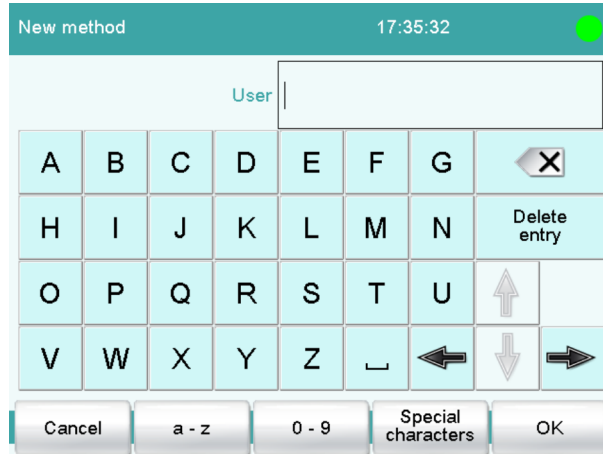 New method 17:35:32
User
A B C D E F G
H I J K L M N Delete
entry
O P Q R S T U
V W X Y Z
Cancel a - z 0 - 9 Special
characters OK